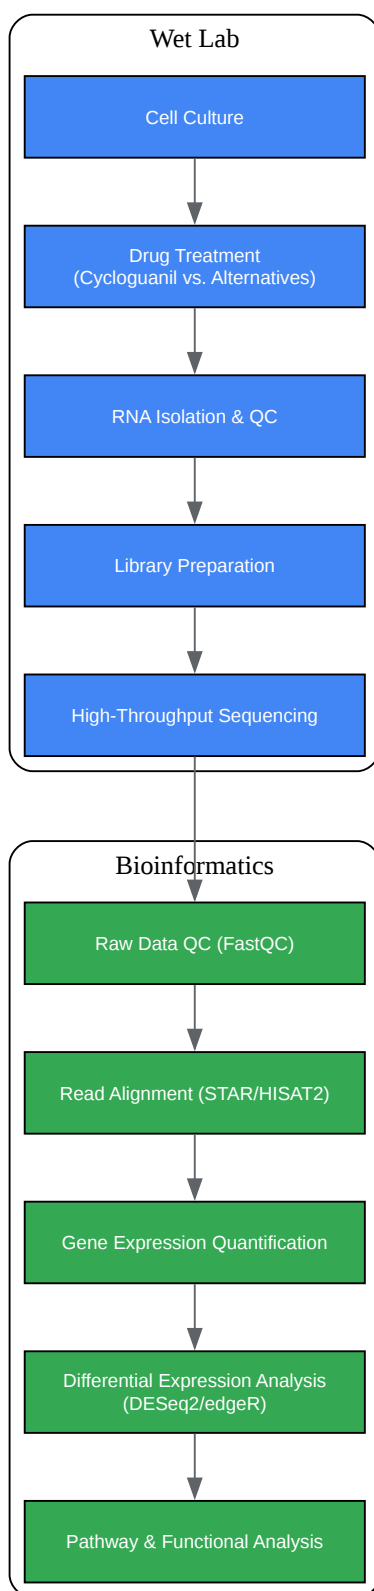 Wet Lab
Cell Culture
Drug Treatment
(Cycloguanil vs. Alternatives)
RNA Isolation & QC
Library Preparation
High-Throughput Sequencing
Bioinformatics
Raw Data QC (FastQC)
Read Alignment (STAR/HISAT2)
Gene Expression Quantification
Differential Expression Analysis
(DESeq2/edgeR)
Pathway & Functional Analysis